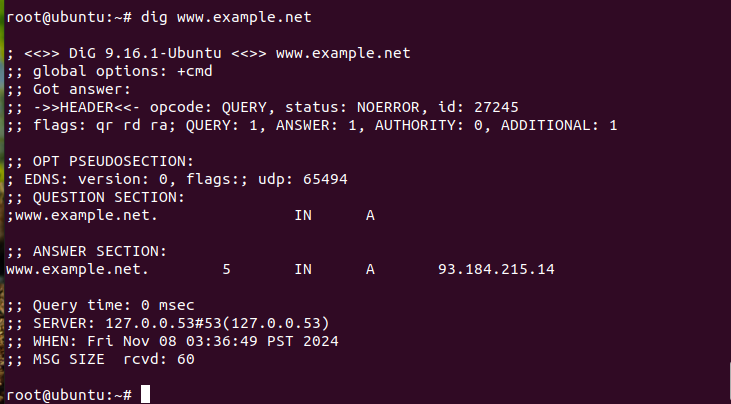 root@ubuntu:~# dig www.example.net
; <<>> DiG 9.16.1-Ubuntu <<>> www.example.net
;; global options: +cmd
;; Got answer:
;; ->>HEADER<<- opcode: QUERY, status: NOERROR, id: 27245
;; flags: qr rd ra; QUERY: 1, ANSWER: 1, AUTHORITY: 0, ADDITIONAL: 1
;; OPT PSEUDOSECTION:
; EDNS: version: 0, flags:; udp: 65494
;; QUESTION SECTION:
;www.example.net. IN A
;; ANSWER SECTION:
www.example.net. 5 IN A 93.184.215.14
;; Query time: 0 msec
;; SERVER: 127.0.0.53#53(127.0.0.53)
;; WHEN: Fri Nov 08 03:36:49 PST 2024
;; MSG SIZE  rcvd: 60
root@ubuntu:~#